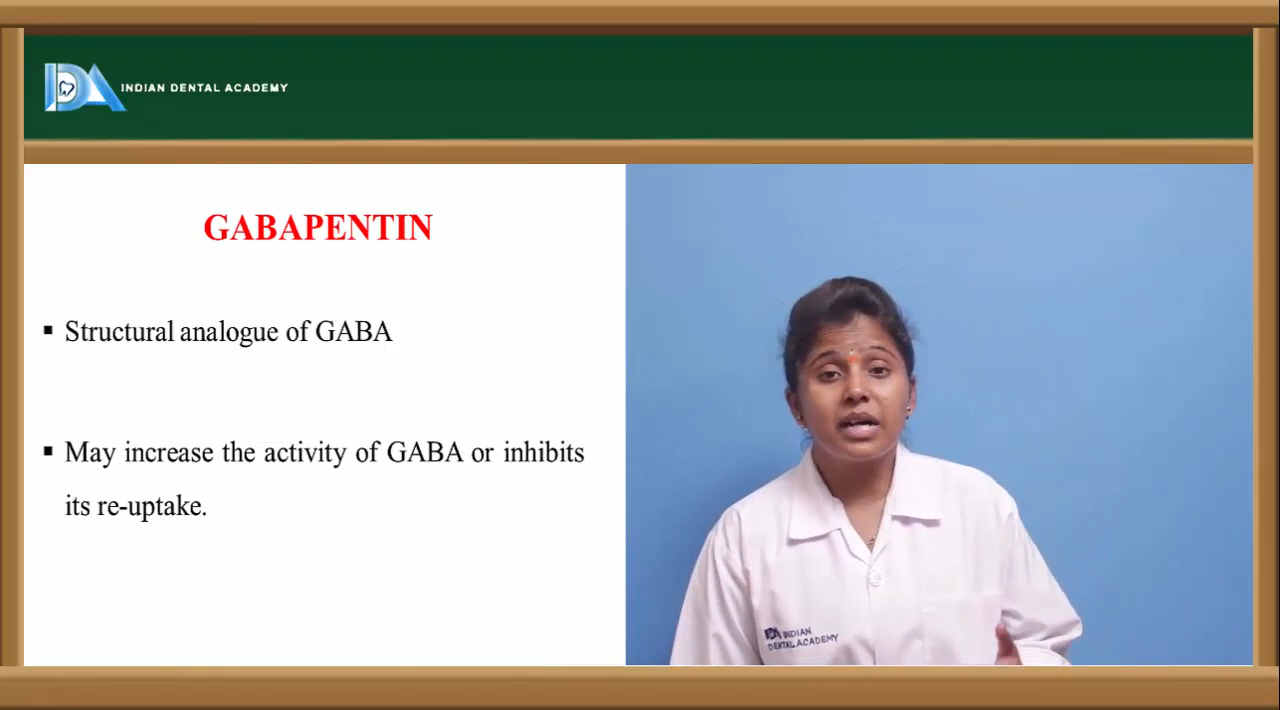 INDIAN DENTAL ACADEMY
GABAPENTIN
▪ Structural analogue of GABA
▪ May increase the activity of GABA or inhibits
its re-uptake.
IDA INDIAN
DENTAL ACADEMY